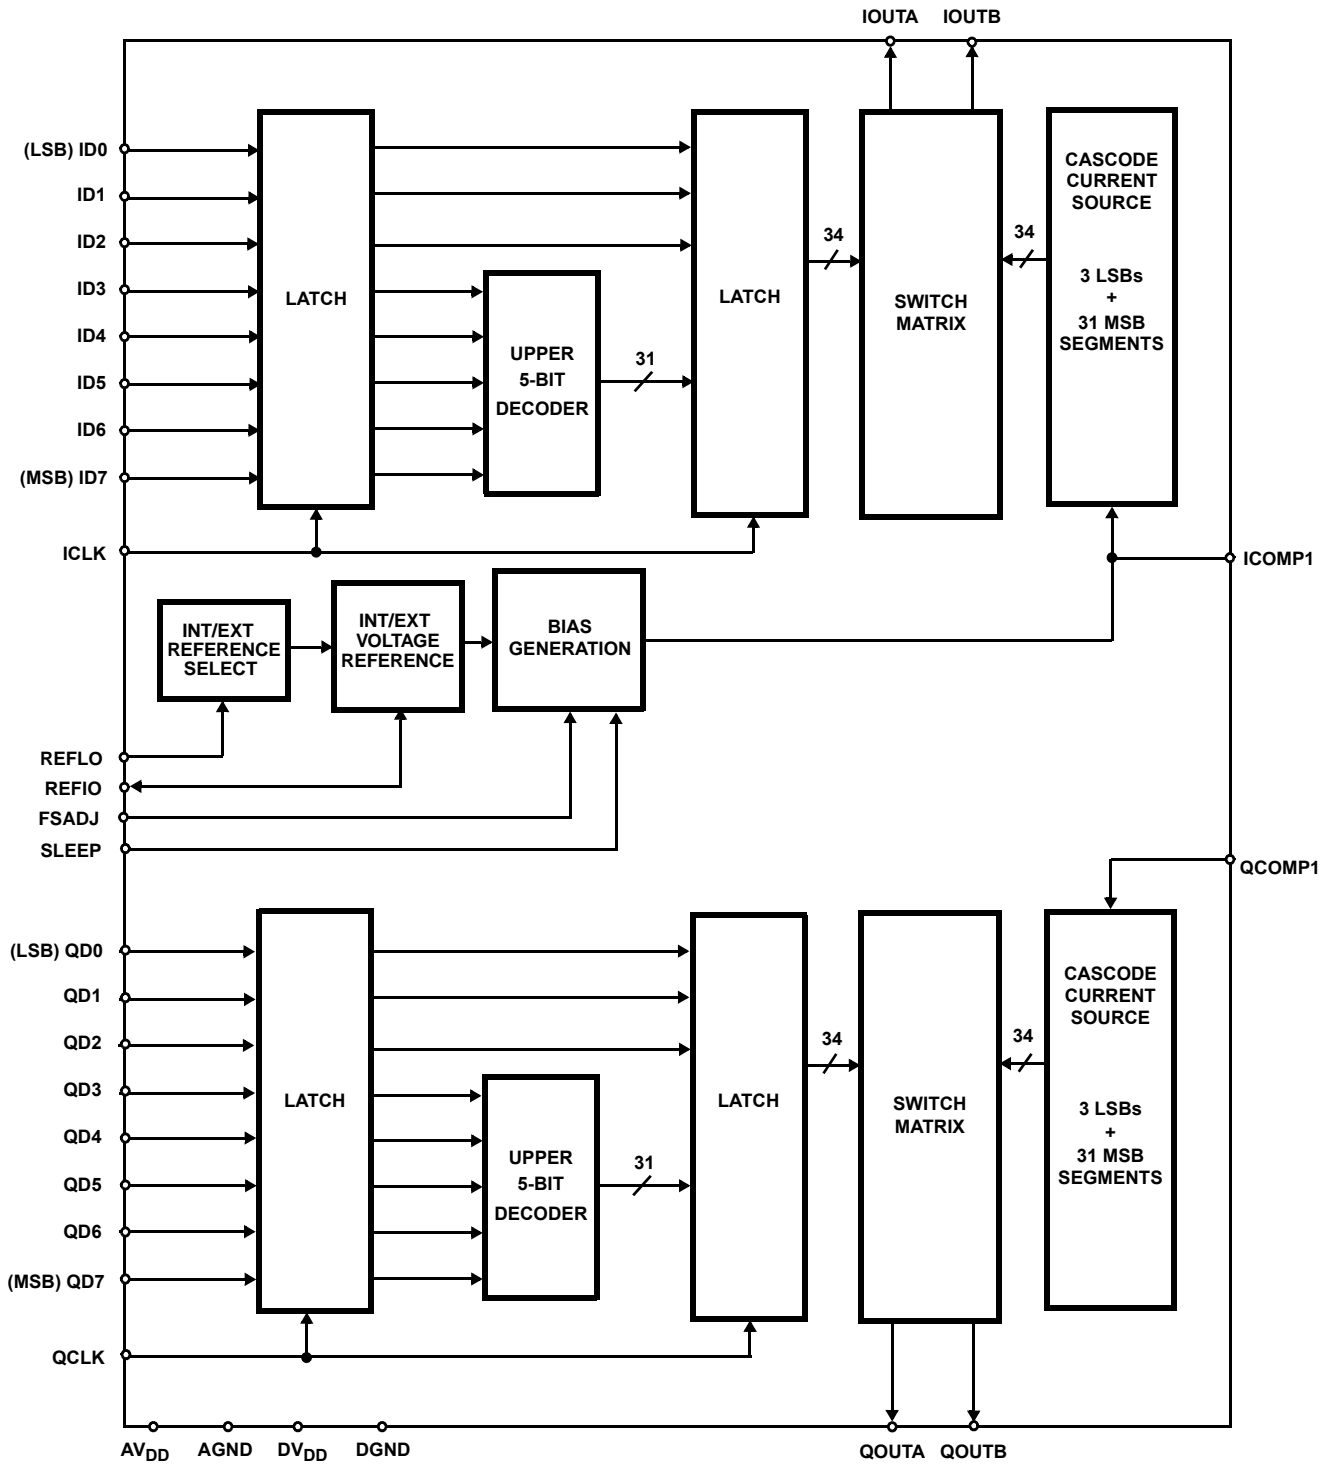 IOUTA IOUTB
(LSB) ID0
ID1
ID2
ID3
ID4
ID5
ID6
(MSB) ID7
ICLK
LATCH
UPPER
5-BIT
DECODER
31
LATCH
34
SWITCH
MATRIX
34
CASCODE
CURRENT
SOURCE
3 LSBs
+
31 MSB
SEGMENTS
ICOMP1
INT/EXT
REFERENCE
SELECT
INT/EXT
VOLTAGE
REFERENCE
BIAS
GENERATION
REFLO
REFIO
FSADJ
SLEEP
QCOMP1
(LSB) QD0
QD1
QD2
QD3
QD4
QD5
QD6
(MSB) QD7
QCLK
LATCH
UPPER
5-BIT
DECODER
31
LATCH
34
SWITCH
MATRIX
34
CASCODE
CURRENT
SOURCE
3 LSBs
+
31 MSB
SEGMENTS
AVDD AGND DVDD DGND QOUTA QOUTB